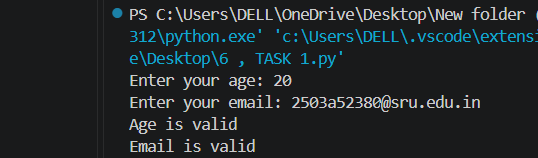 PS C:\Users\DELL\OneDrive\Desktop\New folder (
312\python.exe' 'c:\Users\DELL\.vscode\extensi
e\Desktop\6 , TASK 1.py'
Enter your age: 20
Enter your email: 2503a52380@sru.edu.in
Age is valid
Email is valid